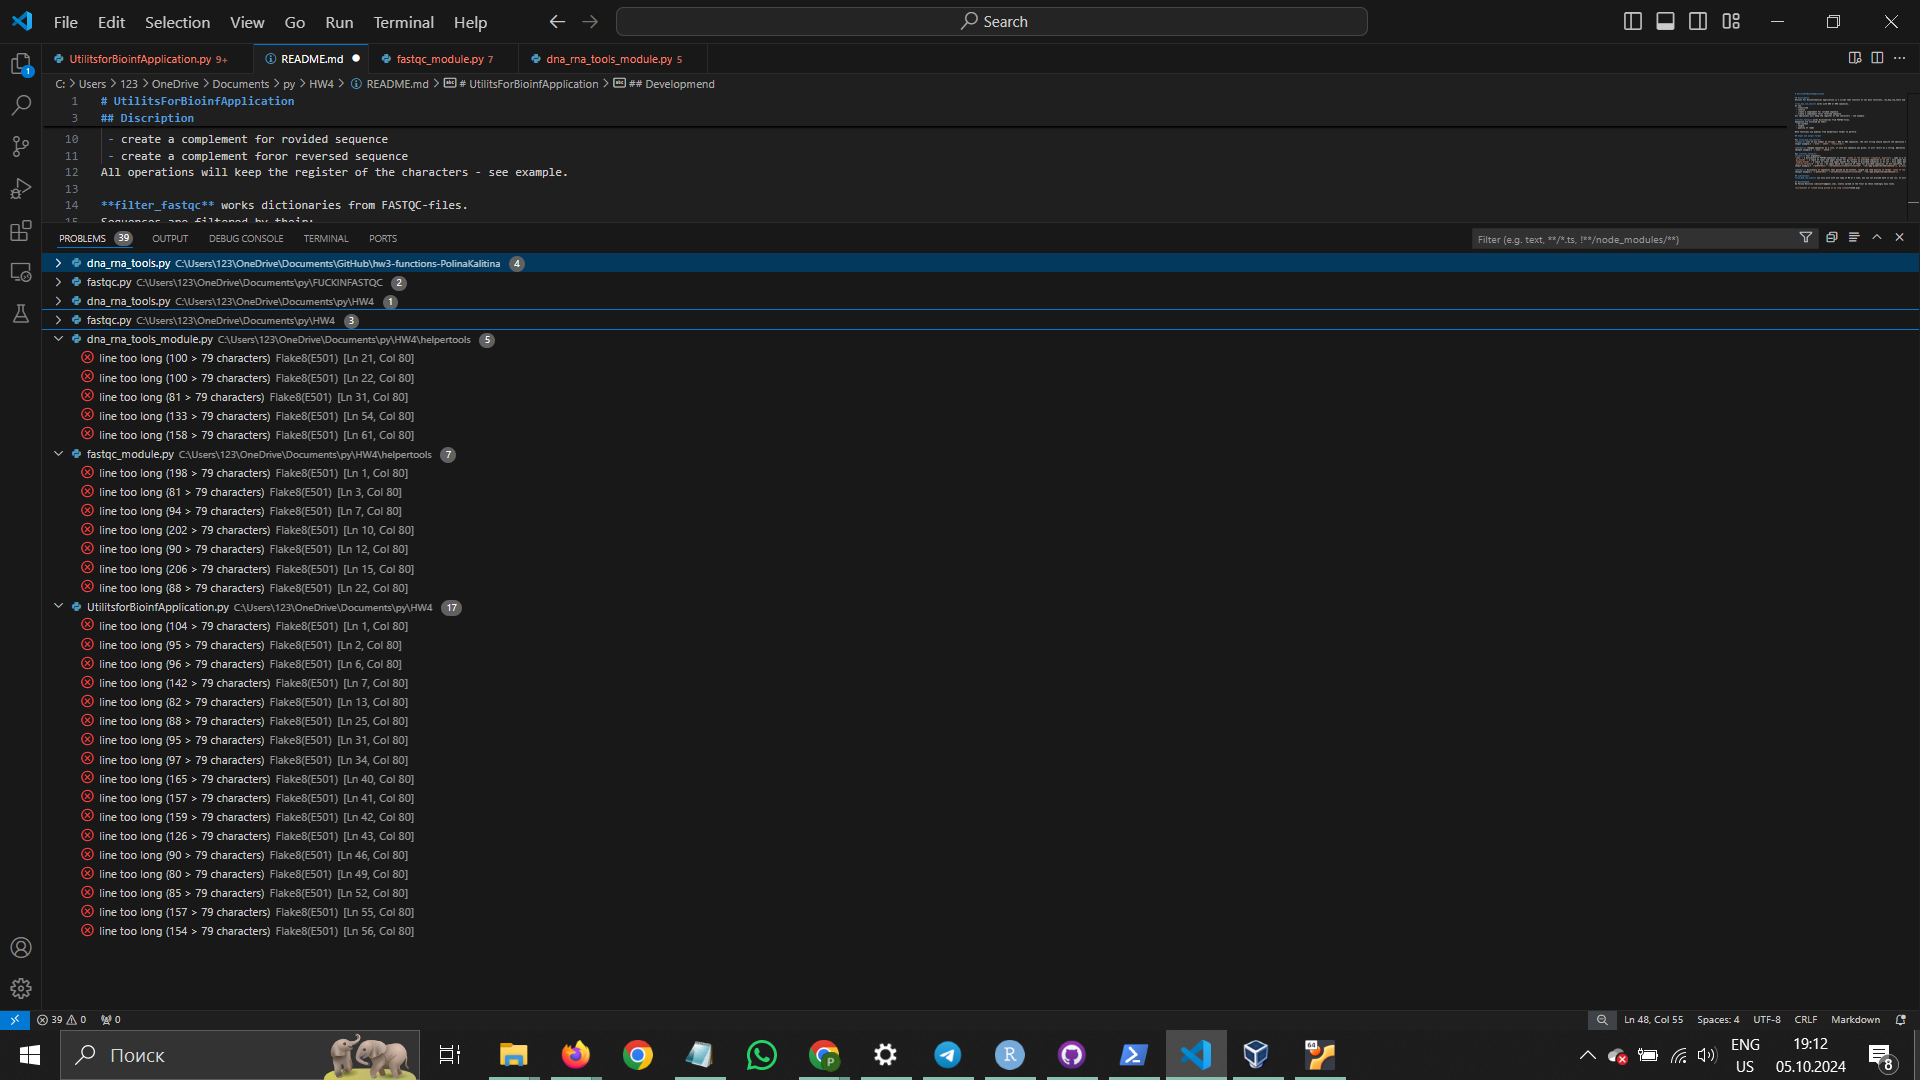 File Edit Selection View Go Run Terminal Help Search
UtilitsforBioinfApplication.py 9+ README.md fastqc_module.py 7 dna_rna_tools_module.py 5
C: > Users > 123 > OneDrive > Documents > py > HW4 > README.md > # UtilitsForBioinfApplication > ## Developmend
1 # UtilitsForBioinfApplication
3 ## Discription
10 - create a complement for rovided sequence
11 - create a complement foror reversed sequence
12 All operations will keep the register of the characters - see example.
13
14 **filter_fastqc** works dictionaries from FASTQC-files.
15 Sequences are filtered by their:
PROBLEMS 39 OUTPUT DEBUG CONSOLE TERMINAL PORTS Filter (e.g. text, **/*.ts, !**/node_modules/**)
dna_rna_tools.py C:\Users\123\OneDrive\Documents\GitHub\hw3-functions-PolinaKalitina 4
fastqc.py C:\Users\123\OneDrive\Documents\py\FUCKINFASTQC 2
dna_rna_tools.py C:\Users\123\OneDrive\Documents\py\HW4 1
fastqc.py C:\Users\123\OneDrive\Documents\py\HW4 3
dna_rna_tools_module.py C:\Users\123\OneDrive\Documents\py\HW4\helpertools 5
line too long (100 > 79 characters) Flake8(E501) [Ln 21, Col 80]
line too long (100 > 79 characters) Flake8(E501) [Ln 22, Col 80]
line too long (81 > 79 characters) Flake8(E501) [Ln 31, Col 80]
line too long (133 > 79 characters) Flake8(E501) [Ln 54, Col 80]
line too long (158 > 79 characters) Flake8(E501) [Ln 61, Col 80]
fastqc_module.py C:\Users\123\OneDrive\Documents\py\HW4\helpertools 7
line too long (198 > 79 characters) Flake8(E501) [Ln 1, Col 80]
line too long (81 > 79 characters) Flake8(E501) [Ln 3, Col 80]
line too long (94 > 79 characters) Flake8(E501) [Ln 7, Col 80]
line too long (202 > 79 characters) Flake8(E501) [Ln 10, Col 80]
line too long (90 > 79 characters) Flake8(E501) [Ln 12, Col 80]
line too long (206 > 79 characters) Flake8(E501) [Ln 15, Col 80]
line too long (88 > 79 characters) Flake8(E501) [Ln 22, Col 80]
UtilitsforBioinfApplication.py C:\Users\123\OneDrive\Documents\py\HW4 17
line too long (104 > 79 characters) Flake8(E501) [Ln 1, Col 80]
line too long (95 > 79 characters) Flake8(E501) [Ln 2, Col 80]
line too long (96 > 79 characters) Flake8(E501) [Ln 6, Col 80]
line too long (142 > 79 characters) Flake8(E501) [Ln 7, Col 80]
line too long (82 > 79 characters) Flake8(E501) [Ln 13, Col 80]
line too long (88 > 79 characters) Flake8(E501) [Ln 25, Col 80]
line too long (95 > 79 characters) Flake8(E501) [Ln 31, Col 80]
line too long (97 > 79 characters) Flake8(E501) [Ln 34, Col 80]
line too long (165 > 79 characters) Flake8(E501) [Ln 40, Col 80]
line too long (157 > 79 characters) Flake8(E501) [Ln 41, Col 80]
line too long (159 > 79 characters) Flake8(E501) [Ln 42, Col 80]
line too long (126 > 79 characters) Flake8(E501) [Ln 43, Col 80]
line too long (90 > 79 characters) Flake8(E501) [Ln 46, Col 80]
line too long (80 > 79 characters) Flake8(E501) [Ln 49, Col 80]
line too long (85 > 79 characters) Flake8(E501) [Ln 52, Col 80]
line too long (157 > 79 characters) Flake8(E501) [Ln 55, Col 80]
line too long (154 > 79 characters) Flake8(E501) [Ln 56, Col 80]
39 0 0 Ln 48, Col 55 Spaces: 4 UTF-8 CRLF Markdown
Поиск R 64 P ENG US 19:12 05.10.2024 8